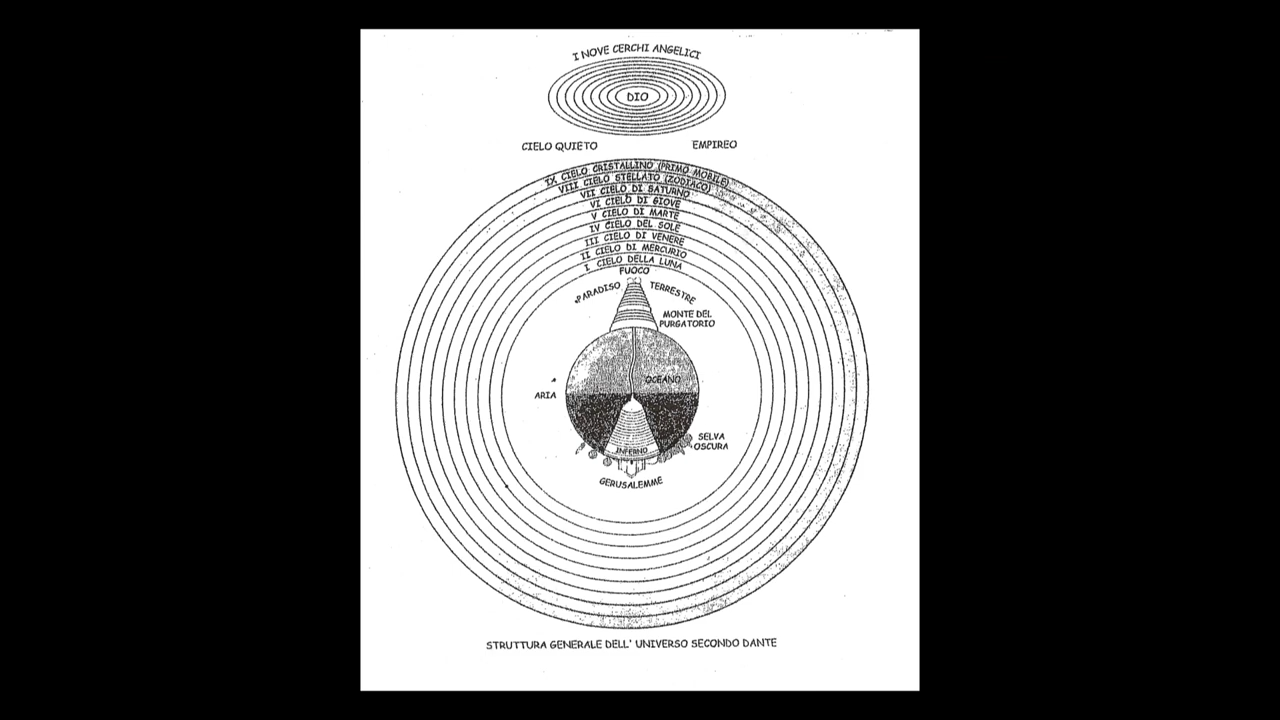 I NOVE CERCHI ANGELICI
DIO
CIELO QUIETO
EMPIREO
IX CIELO CRISTALLINO (PRIMO MOBILE)
VIII CIELO STELLATO (ZODIACO)
VII CIELO DI SATURNO
VI CIELO DI GIOVE
V CIELO DI MARTE
IV CIELO DEL SOLE
III CIELO DI VENERE
II CIELO DI MERCURIO
I CIELO DELLA LUNA
FUOCO
PARADISO TERRESTRE
MONTE DEL
PURGATORIO
OCEANO
ARIA
SELVA
OSCURA
INFERNO
GERUSALEMME
STRUTTURA GENERALE DELL' UNIVERSO SECONDO DANTE